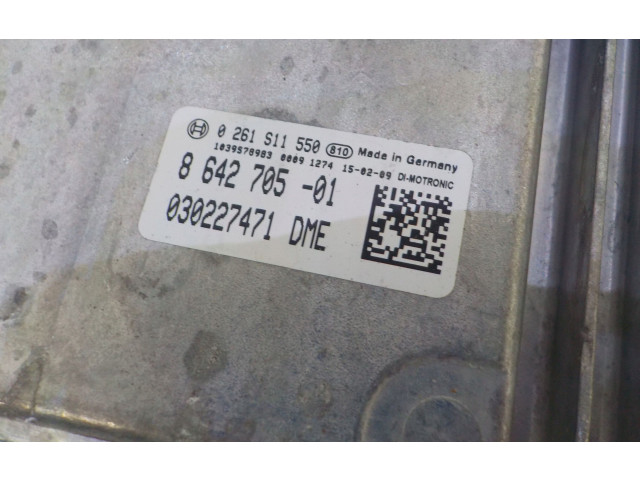 0 261 S11 550 810 Made in Germany
1039S78983 0009 1274 15-02-09 DI-MOTRONIC
8 642 705 -01
030227471 DME